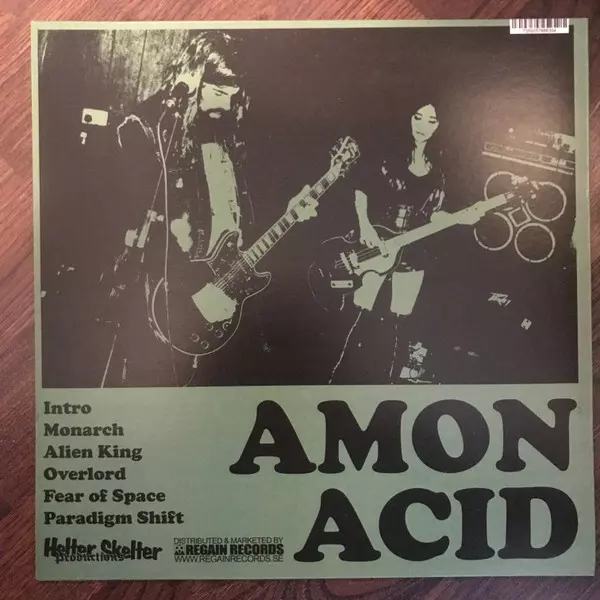 Intro
Monarch
Alien King
Overlord
Fear of Space
Paradigm Shift
AMON
ACID
Helter Skelter
Productions
DISTRIBUTED & MARKETED BY
REGAIN RECORDS
WWW.REGAINRECORDS.SE